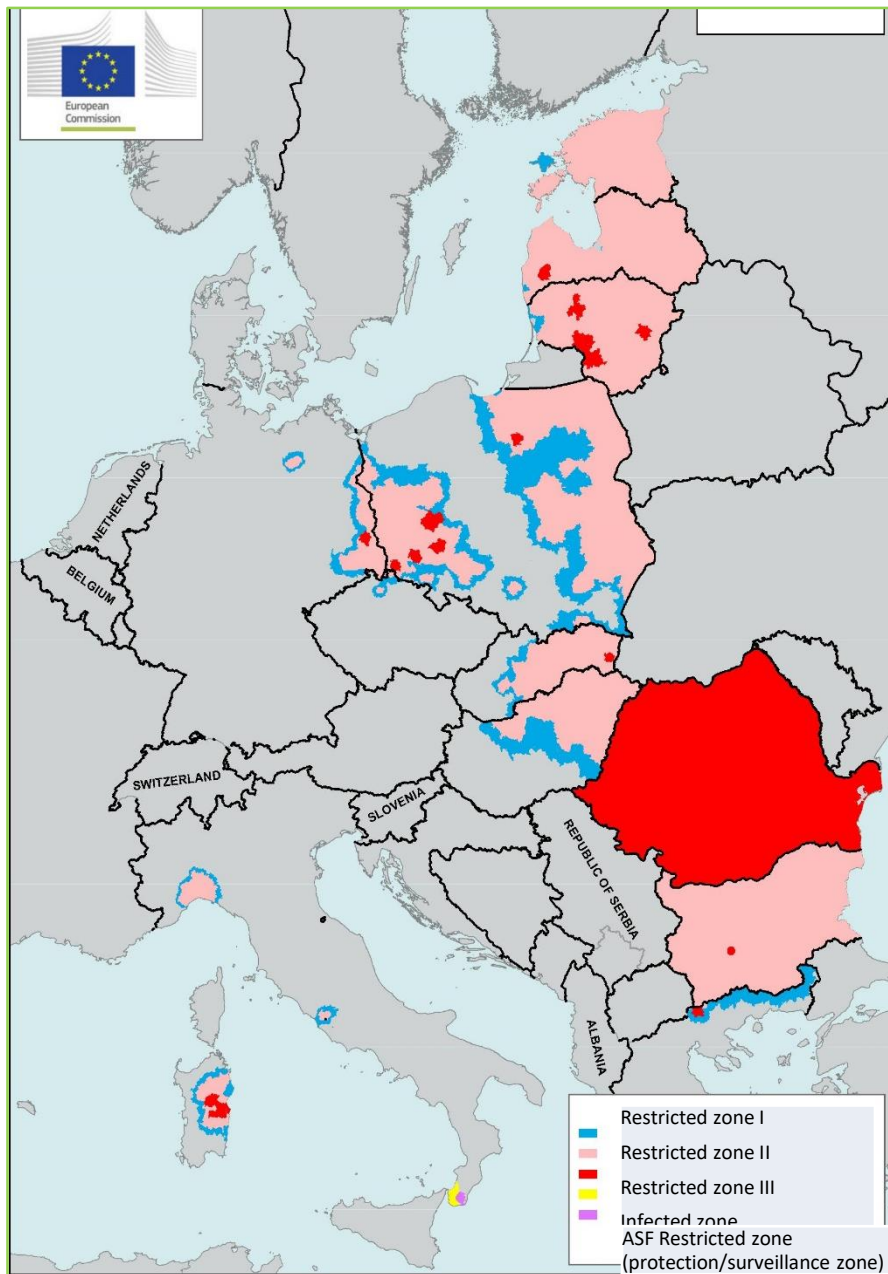 European
Commission
NETHERLANDS
BELGIUM
SWITZERLAND
SLOVENIA
REPUBLIC OF SERBIA
ALBANIA
Restricted zone I
Restricted zone II
Restricted zone III
Infected zone
ASF Restricted zone
(protection/surveillance zone)